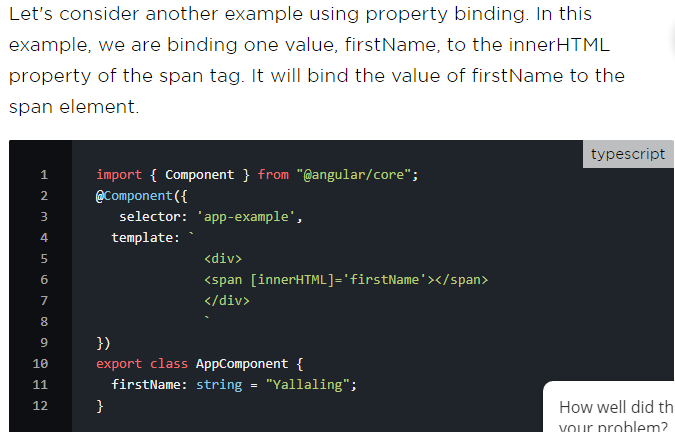 Let's consider another example using property binding. In this
example, we are binding one value, firstName, to the innerHTML
property of the span tag. It will bind the value of firstName to the
span element.
typescript
1 import { Component } from "@angular/core";
2 @Component({
3 selector: 'app-example',
4 template: `
5 <div>
6 <span [innerHTML]='firstName'></span>
7 </div>
8 `
9 })
10 export class AppComponent {
11 firstName: string = "Yallaling";
12 }
How well did th
your problem?